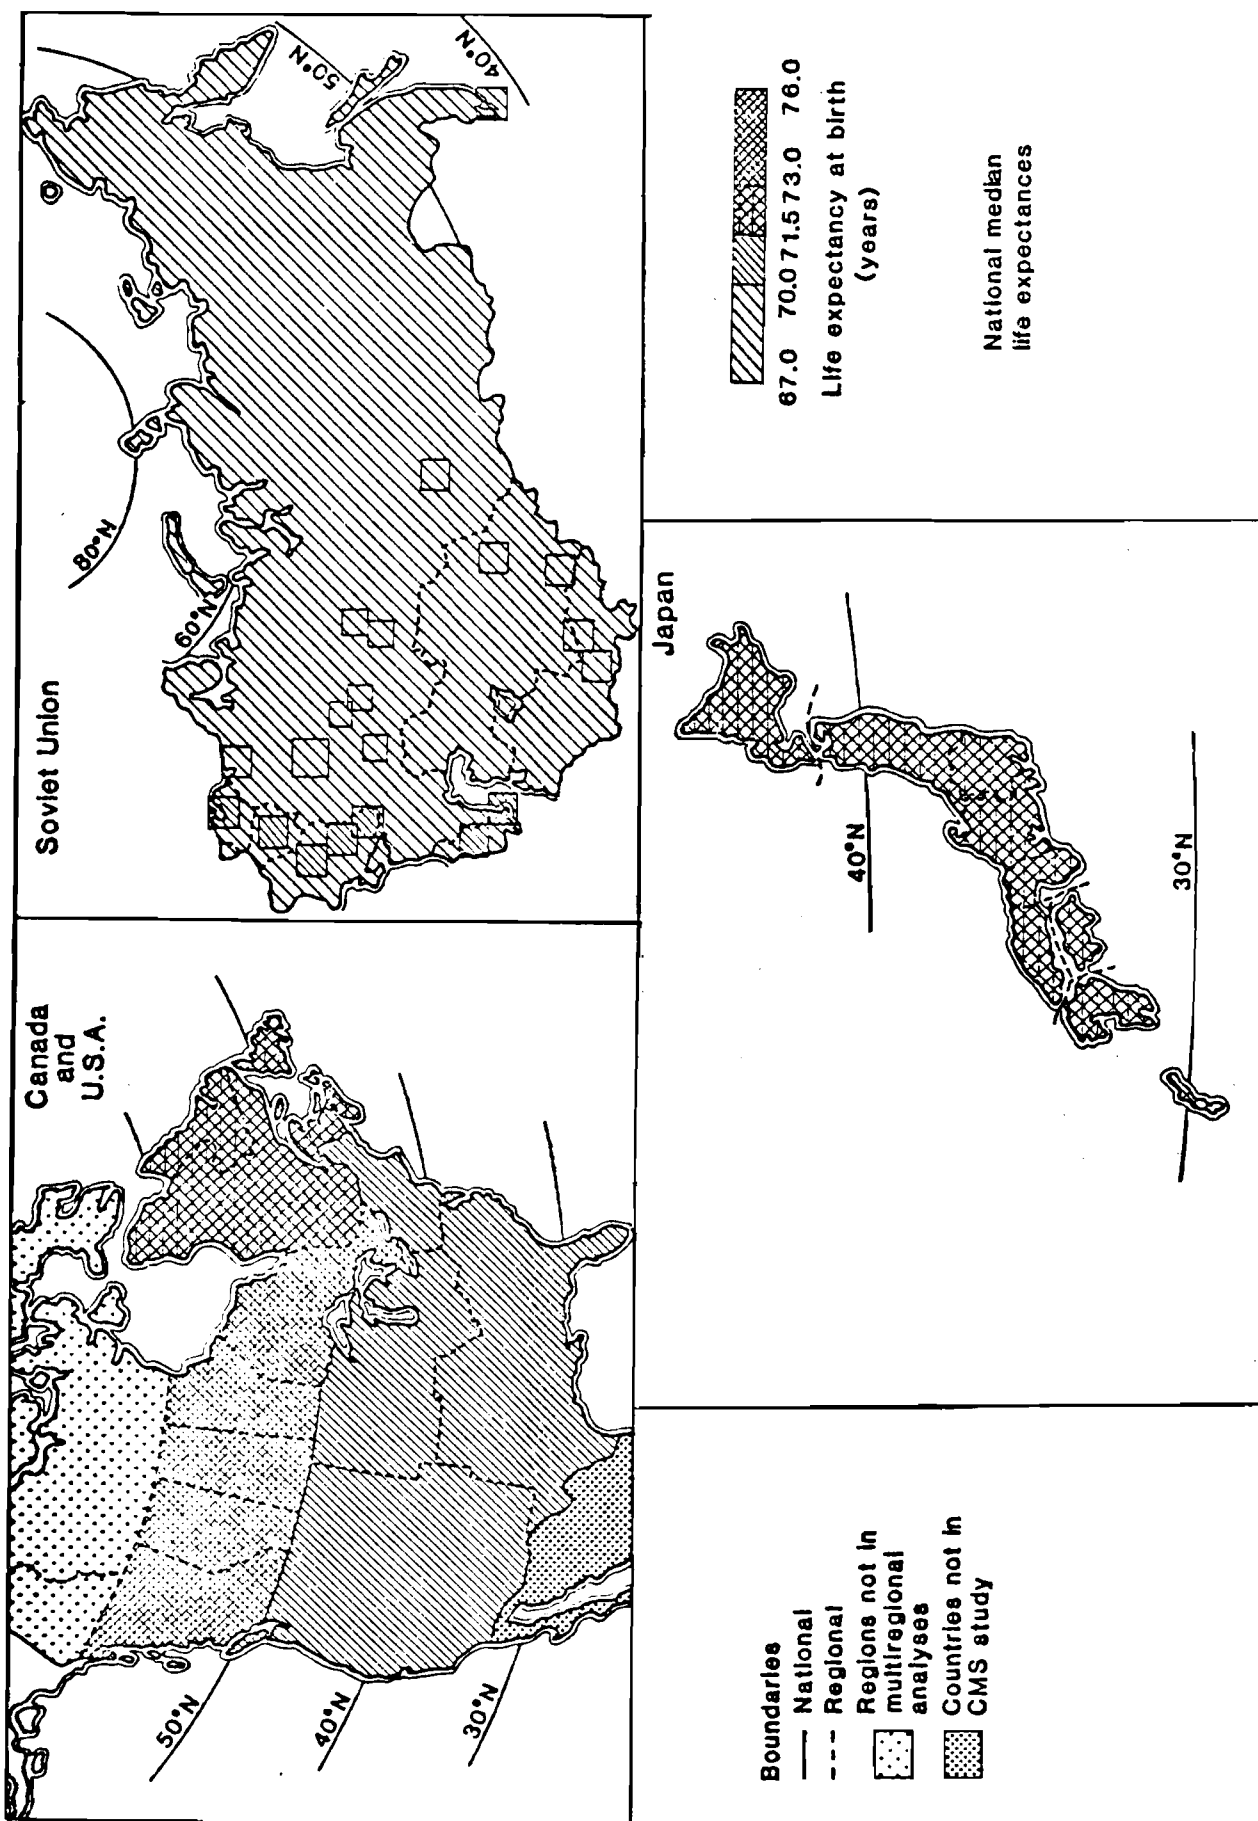 Canada
and
U.S.A.
50°N
40°N
30°N
Soviet Union
80°N
60°N
50°N
40°N
Boundaries
National
Regional
Regions not in
multiregional
analyses
Countries not in
CMS study
Japan
40°N
30°N
67.0 70.0 71.5 73.0 76.0
Life expectancy at birth
(years)
National median
life expectances